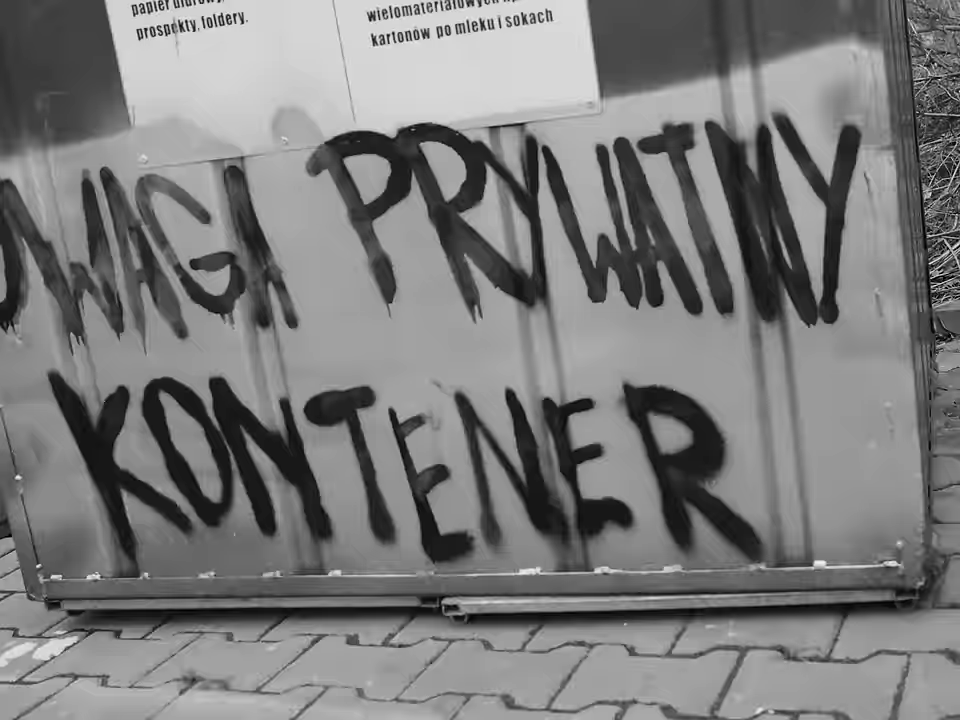 papier biurowy,
prospekty, foldery.
wielomateriałowych
kartonów po mleku i sokach
UWAGA PRYWATNY
KONTENER